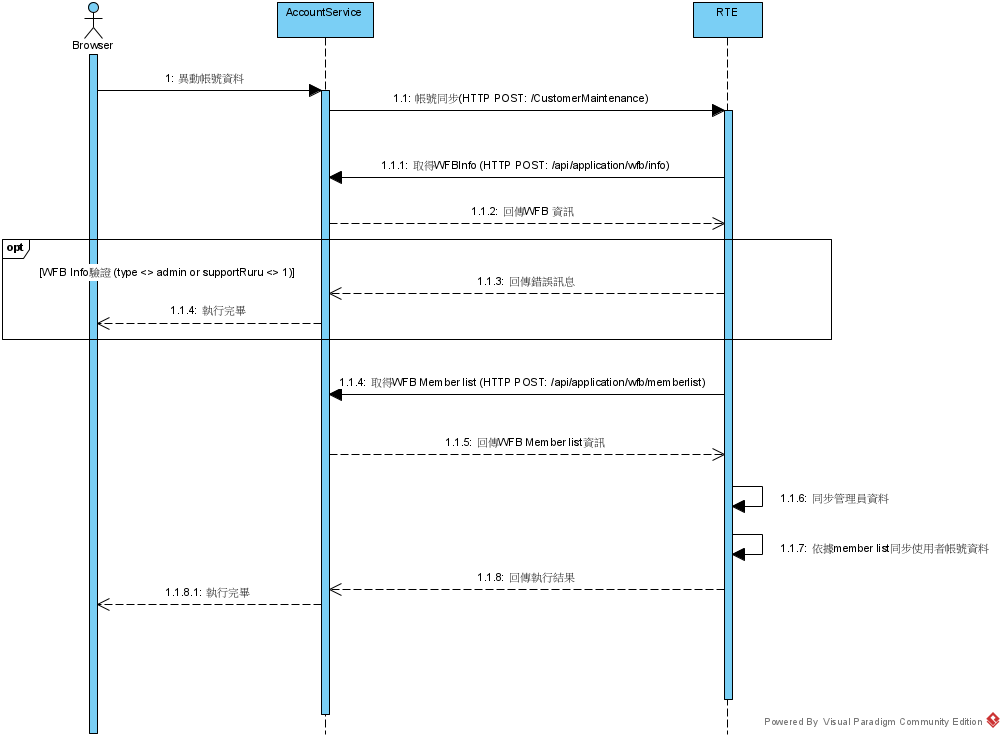 Browser
AccountService
RTE
1: 異動帳號資料
1.1: 帳號同步(HTTP POST: /CustomerMaintenance)
1.1.1: 取得WFBInfo (HTTP POST: /api/application/wfb/info)
1.1.2: 回傳WFB 資訊
opt
[WFB Info驗證 (type <> admin or supportRuru <> 1)]
1.1.3: 回傳錯誤訊息
1.1.4: 執行完畢
1.1.4: 取得WFB Member list (HTTP POST: /api/application/wfb/memberlist)
1.1.5: 回傳WFB Member list資訊
1.1.6: 同步管理員資料
1.1.7: 依據member list同步使用者帳號資料
1.1.8: 回傳執行結果
1.1.8.1: 執行完畢
Powered By Visual Paradigm Community Edition